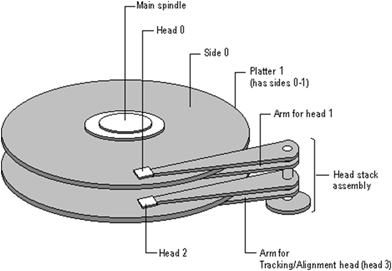 Main spindle
Head 0
Side 0
Platter 1
(has sides 0-1)
Arm for head 1
Head stack
assembly
Head 2
Arm for
Tracking/Alignment head (head 3)